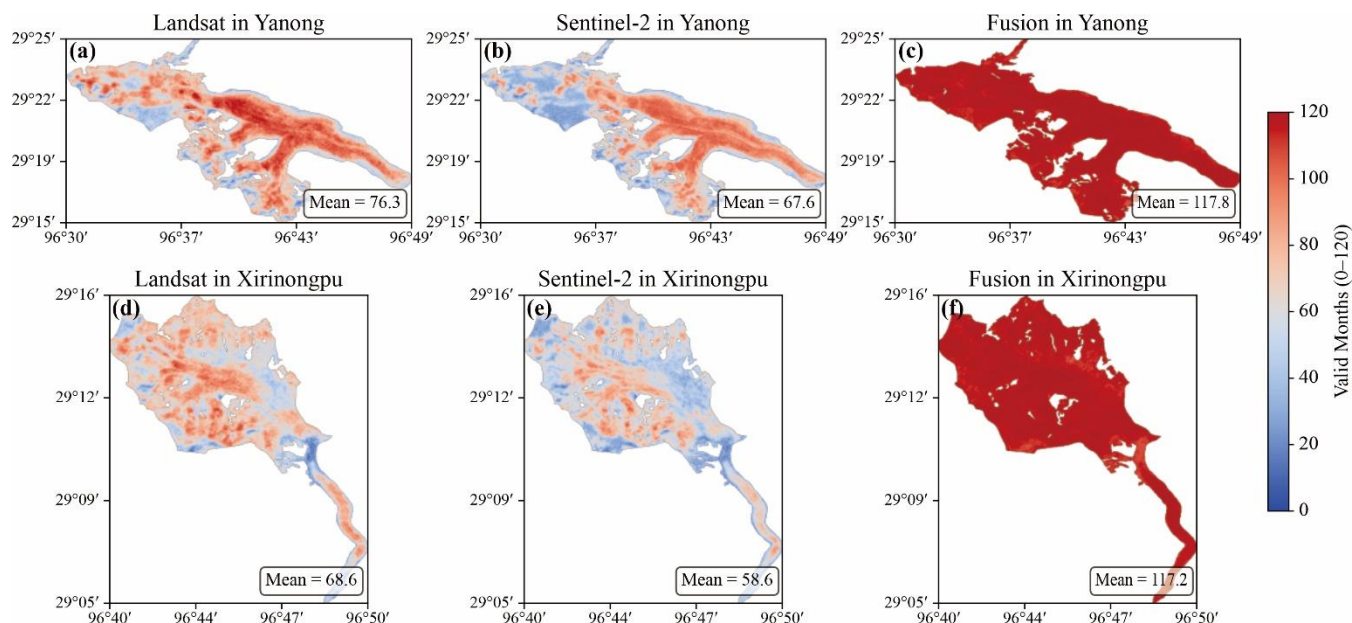 Landsat in Yanong
Sentinel-2 in Yanong
Fusion in Yanong
(a)
(b)
(c)
29°25′
29°22′
29°19′
29°15′
Mean = 76.3
Mean = 67.6
Mean = 117.8
96°30′ 96°37′ 96°43′ 96°49′
29°25′
29°22′
29°19′
29°15′
96°30′ 96°37′ 96°43′ 96°49′
29°25′
29°22′
29°19′
29°15′
96°30′ 96°37′ 96°43′ 96°49′
Landsat in Xirinongpu
Sentinel-2 in Xirinongpu
Fusion in Xirinongpu
(d)
(e)
(f)
29°16′
29°12′
29°09′
29°05′
Mean = 68.6
Mean = 58.6
Mean = 117.2
96°40′ 96°44′ 96°47′ 96°50′
29°16′
29°12′
29°09′
29°05′
96°40′ 96°44′ 96°47′ 96°50′
29°16′
29°12′
29°09′
29°05′
96°40′ 96°44′ 96°47′ 96°50′
120
100
80
60
40
20
0
Valid Months (0–120)